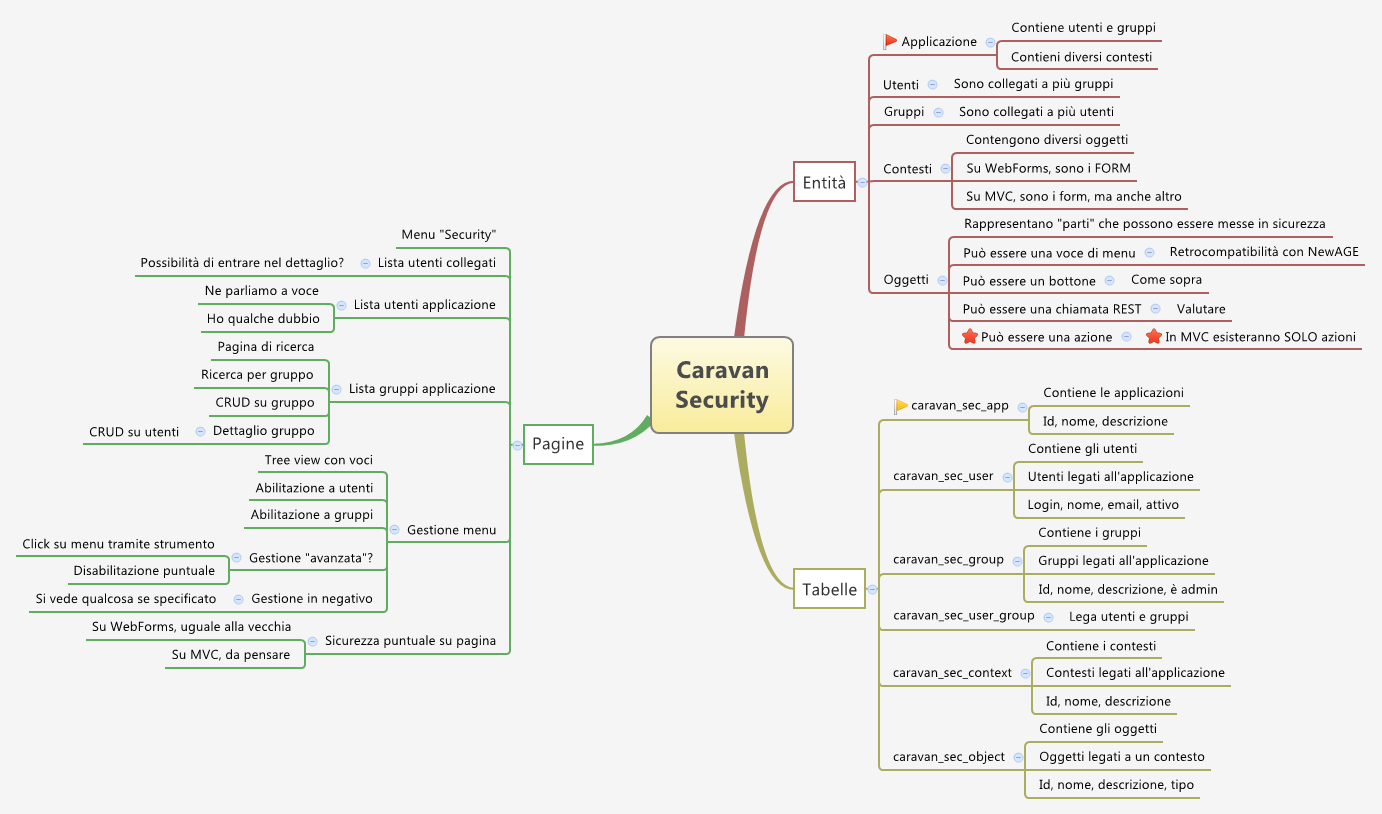 Caravan
Security
Entità
Applicazione
Contiene utenti e gruppi
Contieni diversi contesti
Utenti
Sono collegati a più gruppi
Gruppi
Sono collegati a più utenti
Contesti
Contengono diversi oggetti
Su WebForms, sono i FORM
Su MVC, sono i form, ma anche altro
Oggetti
Rappresentano "parti" che possono essere messe in sicurezza
Può essere una voce di menu
Retrocompatibilità con NewAGE
Può essere un bottone
Come sopra
Può essere una chiamata REST
Valutare
Può essere una azione
In MVC esisteranno SOLO azioni
Tabelle
caravan_sec_app
Contiene le applicazioni
Id, nome, descrizione
caravan_sec_user
Contiene gli utenti
Utenti legati all'applicazione
Login, nome, email, attivo
caravan_sec_group
Contiene i gruppi
Gruppi legati all'applicazione
Id, nome, descrizione, è admin
caravan_sec_user_group
Lega utenti e gruppi
caravan_sec_context
Contiene i contesti
Contesti legati all'applicazione
Id, nome, descrizione
caravan_sec_object
Contiene gli oggetti
Oggetti legati a un contesto
Id, nome, descrizione, tipo
Pagine
Menu "Security"
Lista utenti collegati
Possibilità di entrare nel dettaglio?
Lista utenti applicazione
Ne parliamo a voce
Ho qualche dubbio
Lista gruppi applicazione
Pagina di ricerca
Ricerca per gruppo
CRUD su gruppo
Dettaglio gruppo
CRUD su utenti
Gestione menu
Tree view con voci
Abilitazione a utenti
Abilitazione a gruppi
Gestione "avanzata"?
Click su menu tramite strumento
Disabilitazione puntuale
Gestione in negativo
Si vede qualcosa se specificato
Sicurezza puntuale su pagina
Su WebForms, uguale alla vecchia
Su MVC, da pensare